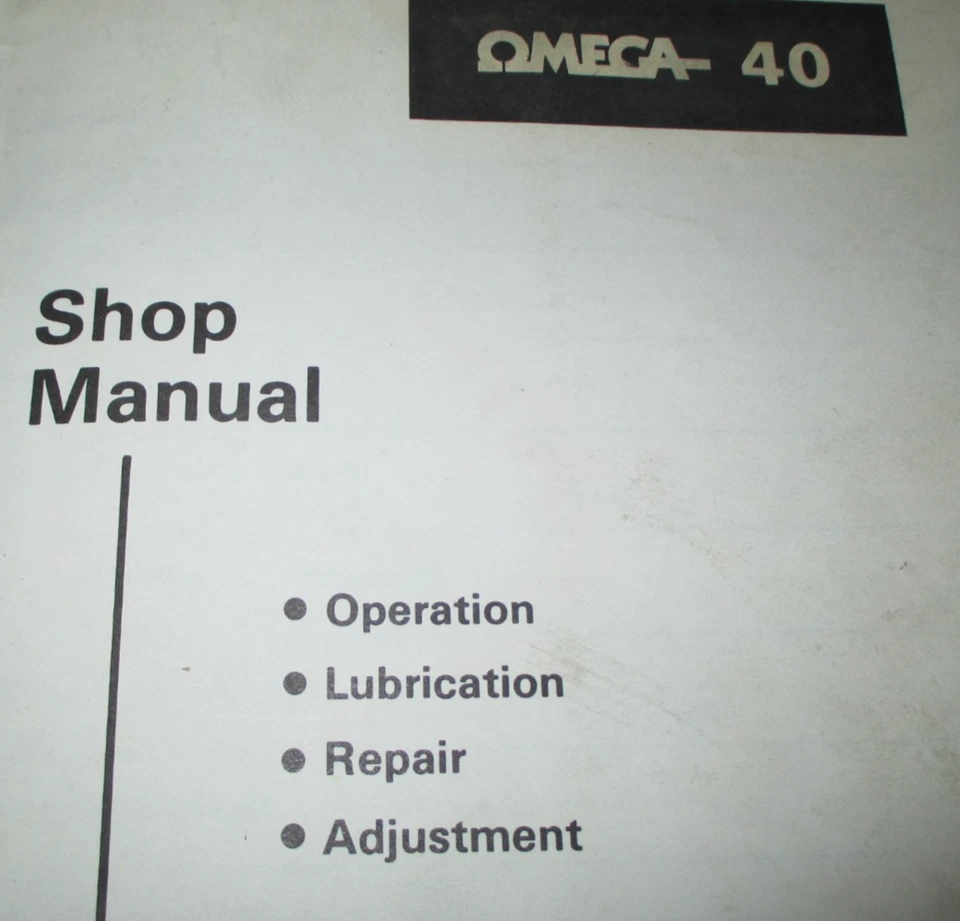 ΩMEGA- 40
Shop
Manual
● Operation
● Lubrication
● Repair
● Adjustment